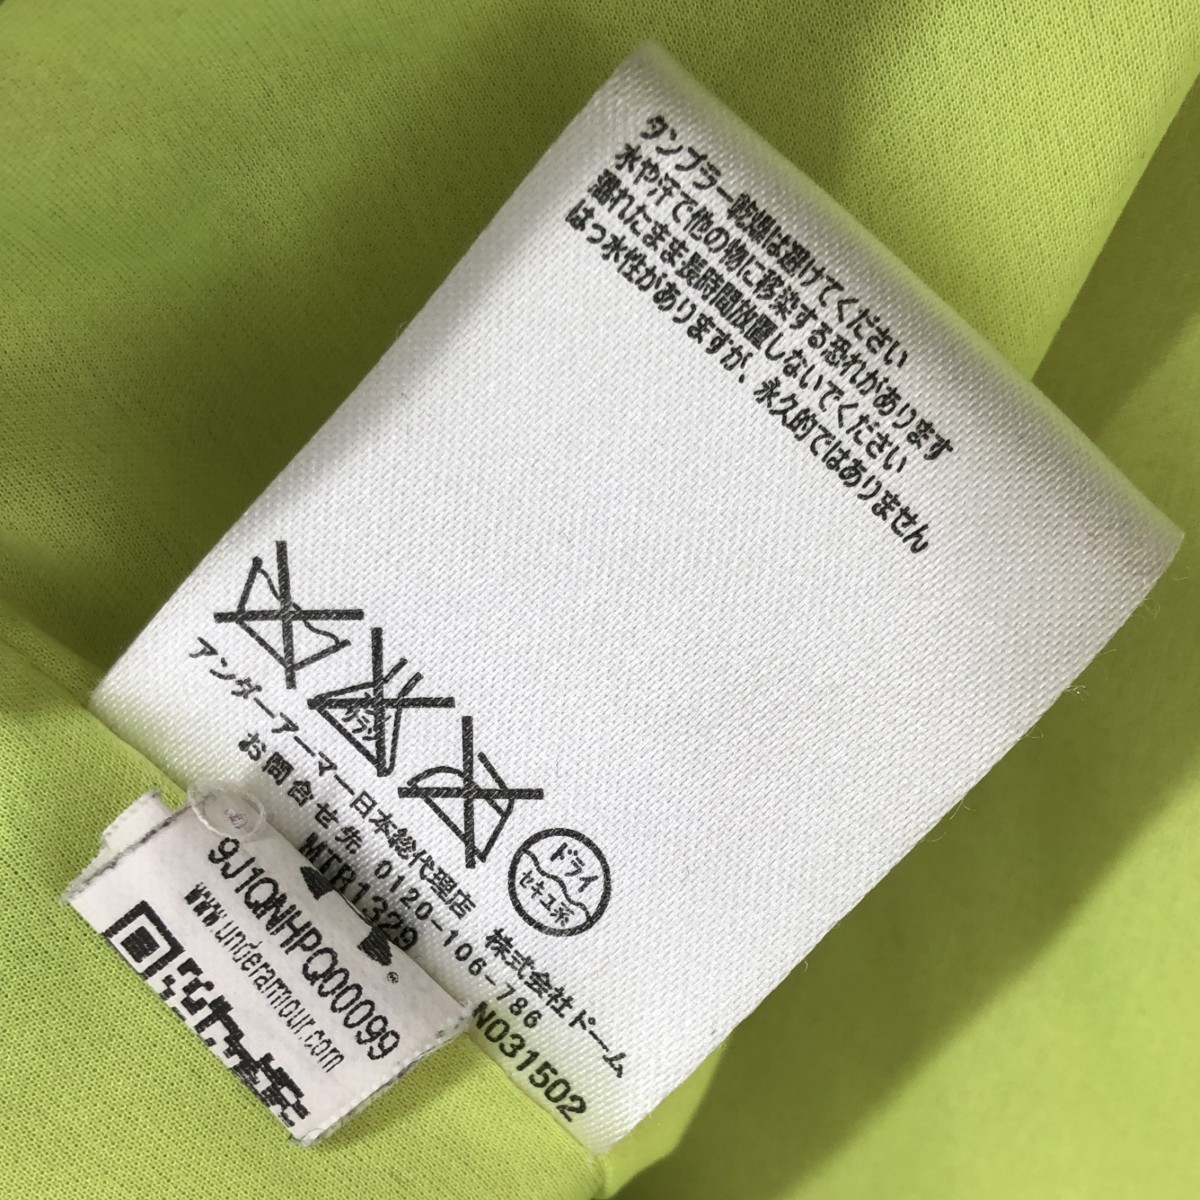 タンブラー乾燥は避けてください
水や汗で他の物に移染する恐れがあります
濡れたまま長時間放置しないでください
はっ水性がありますが、永久的ではありません
ドライ
セキュ系
アンダーアーマー日本総代理店 株式会社ドーム
お問合せ先 0120-106-786
MTR1329 NO31502
9J1QNHPQ00099
www.underarmour.com